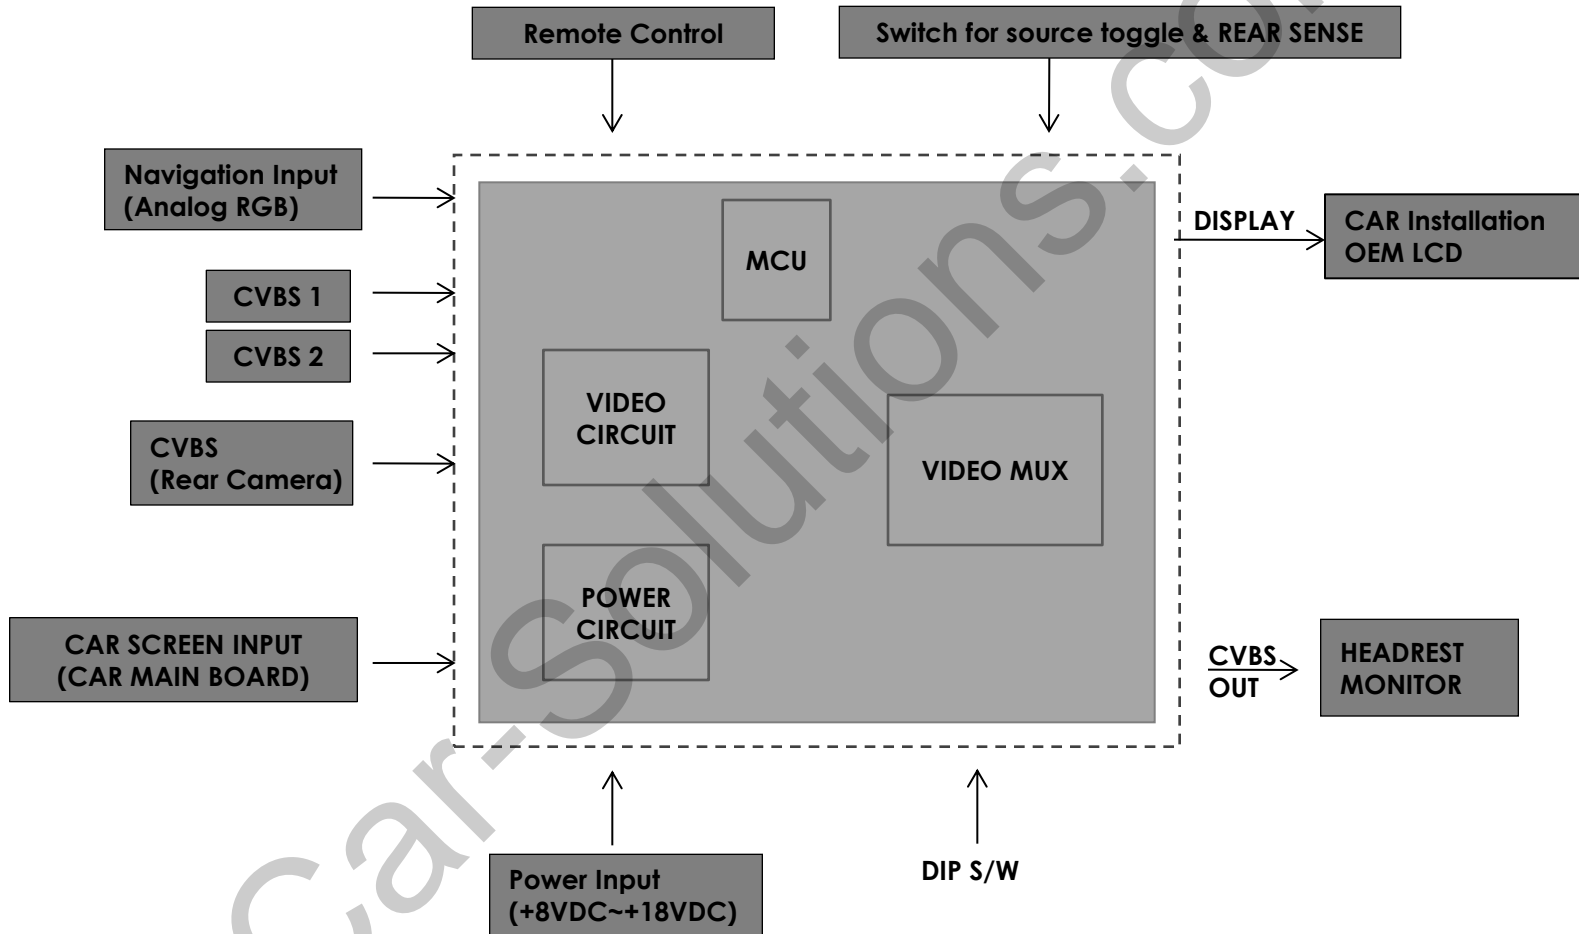 Remote Control
Switch for source toggle & REAR SENSE
Navigation Input
(Analog RGB)
CVBS 1
CVBS 2
CVBS
(Rear Camera)
CAR SCREEN INPUT
(CAR MAIN BOARD)
MCU
VIDEO
CIRCUIT
VIDEO MUX
POWER
CIRCUIT
DISPLAY
CAR Installation
OEM LCD
CVBS
OUT
HEADREST
MONITOR
Power Input
(+8VDC~+18VDC)
DIP S/W
Car-Solutions.co